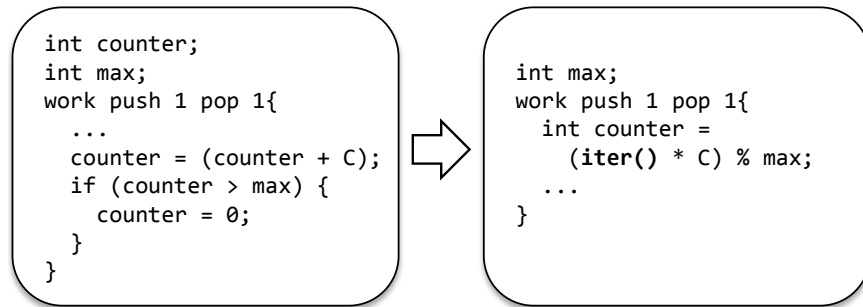 int counter;
int max;
work push 1 pop 1{
  ...
  counter = (counter + C);
  if (counter > max) {
    counter = 0;
  }
}
int max;
work push 1 pop 1{
  int counter =
    (iter() * C) % max;
  ...
}